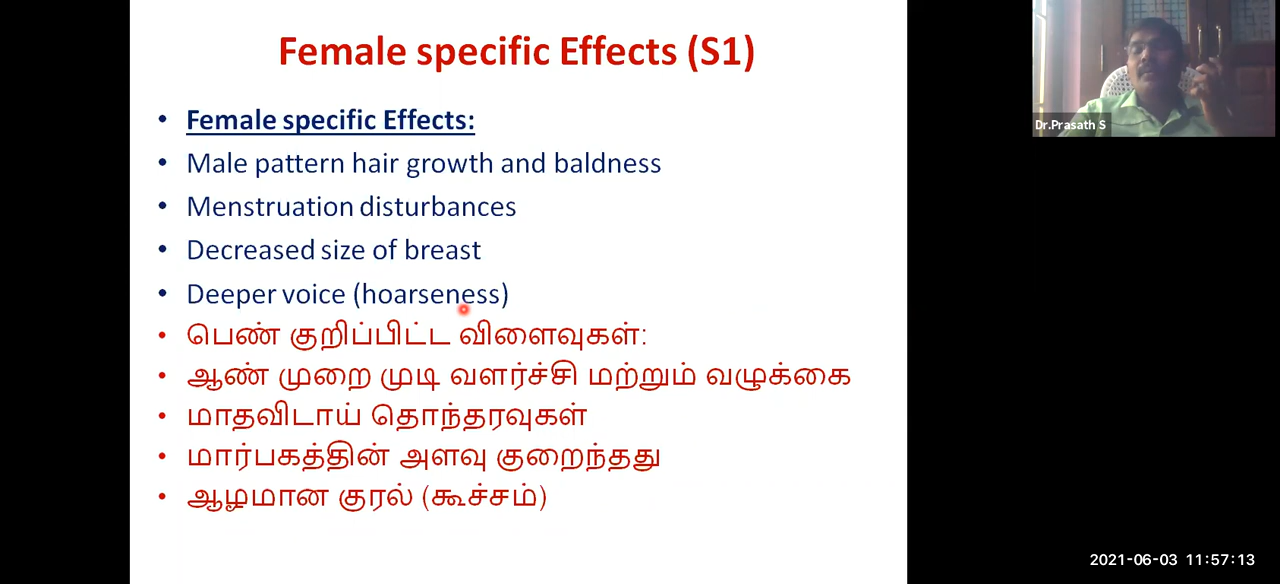 Female specific Effects (S1)
• Female specific Effects:
• Male pattern hair growth and baldness
• Menstruation disturbances
• Decreased size of breast
• Deeper voice (hoarseness)
• பெண் குறிப்பிட்ட விளைவுகள்:
• ஆண் முறை முடி வளர்ச்சி மற்றும் வழுக்கை
• மாதவிடாய் தொந்தரவுகள்
• மார்பகத்தின் அளவு குறைந்தது
• ஆழமான குரல் (கூச்சம்)
Dr.Prasath S
2021-06-03 11:57:13